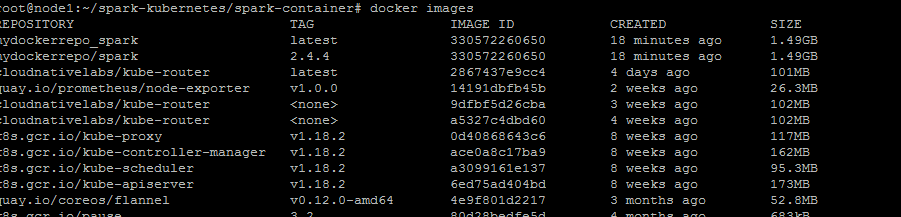 root@node1:~/spark-kubernetes/spark-container# docker images
REPOSITORY TAG IMAGE ID CREATED SIZE
mydockerrepo_spark latest 330572260650 18 minutes ago 1.49GB
mydockerrepo/spark 2.4.4 330572260650 18 minutes ago 1.49GB
cloudnativelabs/kube-router latest 2867437e9cc4 4 days ago 101MB
quay.io/prometheus/node-exporter v1.0.0 14191dbfb45b 2 weeks ago 26.3MB
cloudnativelabs/kube-router <none> 9dfbf5d26cba 3 weeks ago 102MB
cloudnativelabs/kube-router <none> a5327c4dbd60 4 weeks ago 102MB
k8s.gcr.io/kube-proxy v1.18.2 0d40868643c6 8 weeks ago 117MB
k8s.gcr.io/kube-controller-manager v1.18.2 ace0a8c17ba9 8 weeks ago 162MB
k8s.gcr.io/kube-scheduler v1.18.2 a3099161e137 8 weeks ago 95.3MB
k8s.gcr.io/kube-apiserver v1.18.2 6ed75ad404bd 8 weeks ago 173MB
quay.io/coreos/flannel v0.12.0-amd64 4e9f801d2217 3 months ago 52.8MB
k8s.gcr.io/pause 3.2 80d28bedfe5d 4 months ago 683kB